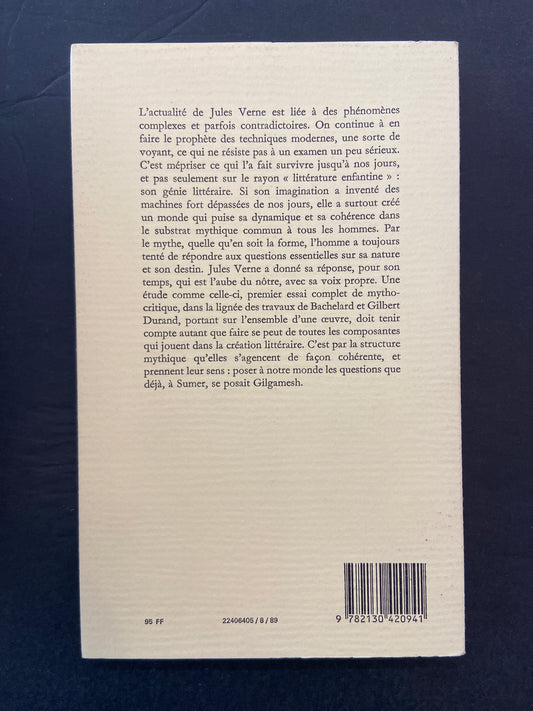 L'actualité de Jules Verne est liée à des phénomènes
complexes et parfois contradictoires. On continue à en
faire le prophète des techniques modernes, une sorte de
voyant, ce qui ne résiste pas à un examen un peu sérieux.
C'est mépriser ce qui l'a fait survivre jusqu'à nos jours,
et pas seulement sur le rayon « littérature enfantine » :
son génie littéraire. Si son imagination a inventé des
machines fort dépassées de nos jours, elle a surtout créé
un monde qui puise sa dynamique et sa cohérence dans
le substrat mythique commun à tous les hommes. Par
le mythe, quelle qu'en soit la forme, l'homme a toujours
tenté de répondre aux questions essentielles sur sa nature
et son destin. Jules Verne a donné sa réponse, pour son
temps, qui est l'aube du nôtre, avec sa voix propre. Une
étude comme celle-ci, premier essai complet de mytho-
critique, dans la lignée des travaux de Bachelard et Gilbert
Durand, portant sur l'ensemble d'une œuvre, doit tenir
compte autant que faire se peut de toutes les composantes
qui jouent dans la création littéraire. C'est par la structure
mythique qu'elles s'agencent de façon cohérente, et
prennent leur sens : poser à notre monde les questions que
déjà, à Sumer, se posait Gilgamesh.
95 FF
22406405 / 8 / 89
9 782130 420941